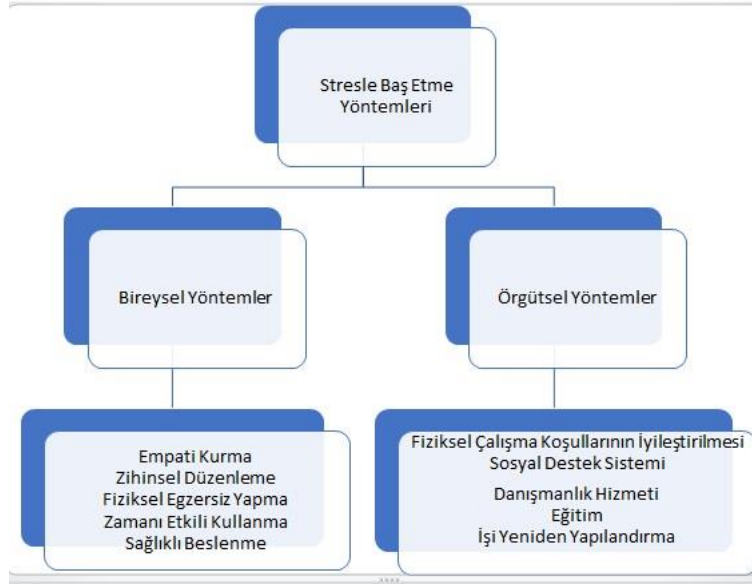 Stresle Baş Etme
Yöntemleri
Bireysel Yöntemler
Örgütsel Yöntemler
Empati Kurma
Zihinsel Düzenleme
Fiziksel Egzersiz Yapma
Zamanı Etkili Kullanma
Sağlıklı Beslenme
Fiziksel Çalışma Koşullarının İyileştirilmesi
Sosyal Destek Sistemi
Danışmanlık Hizmeti
Eğitim
İşi Yeniden Yapılandırma